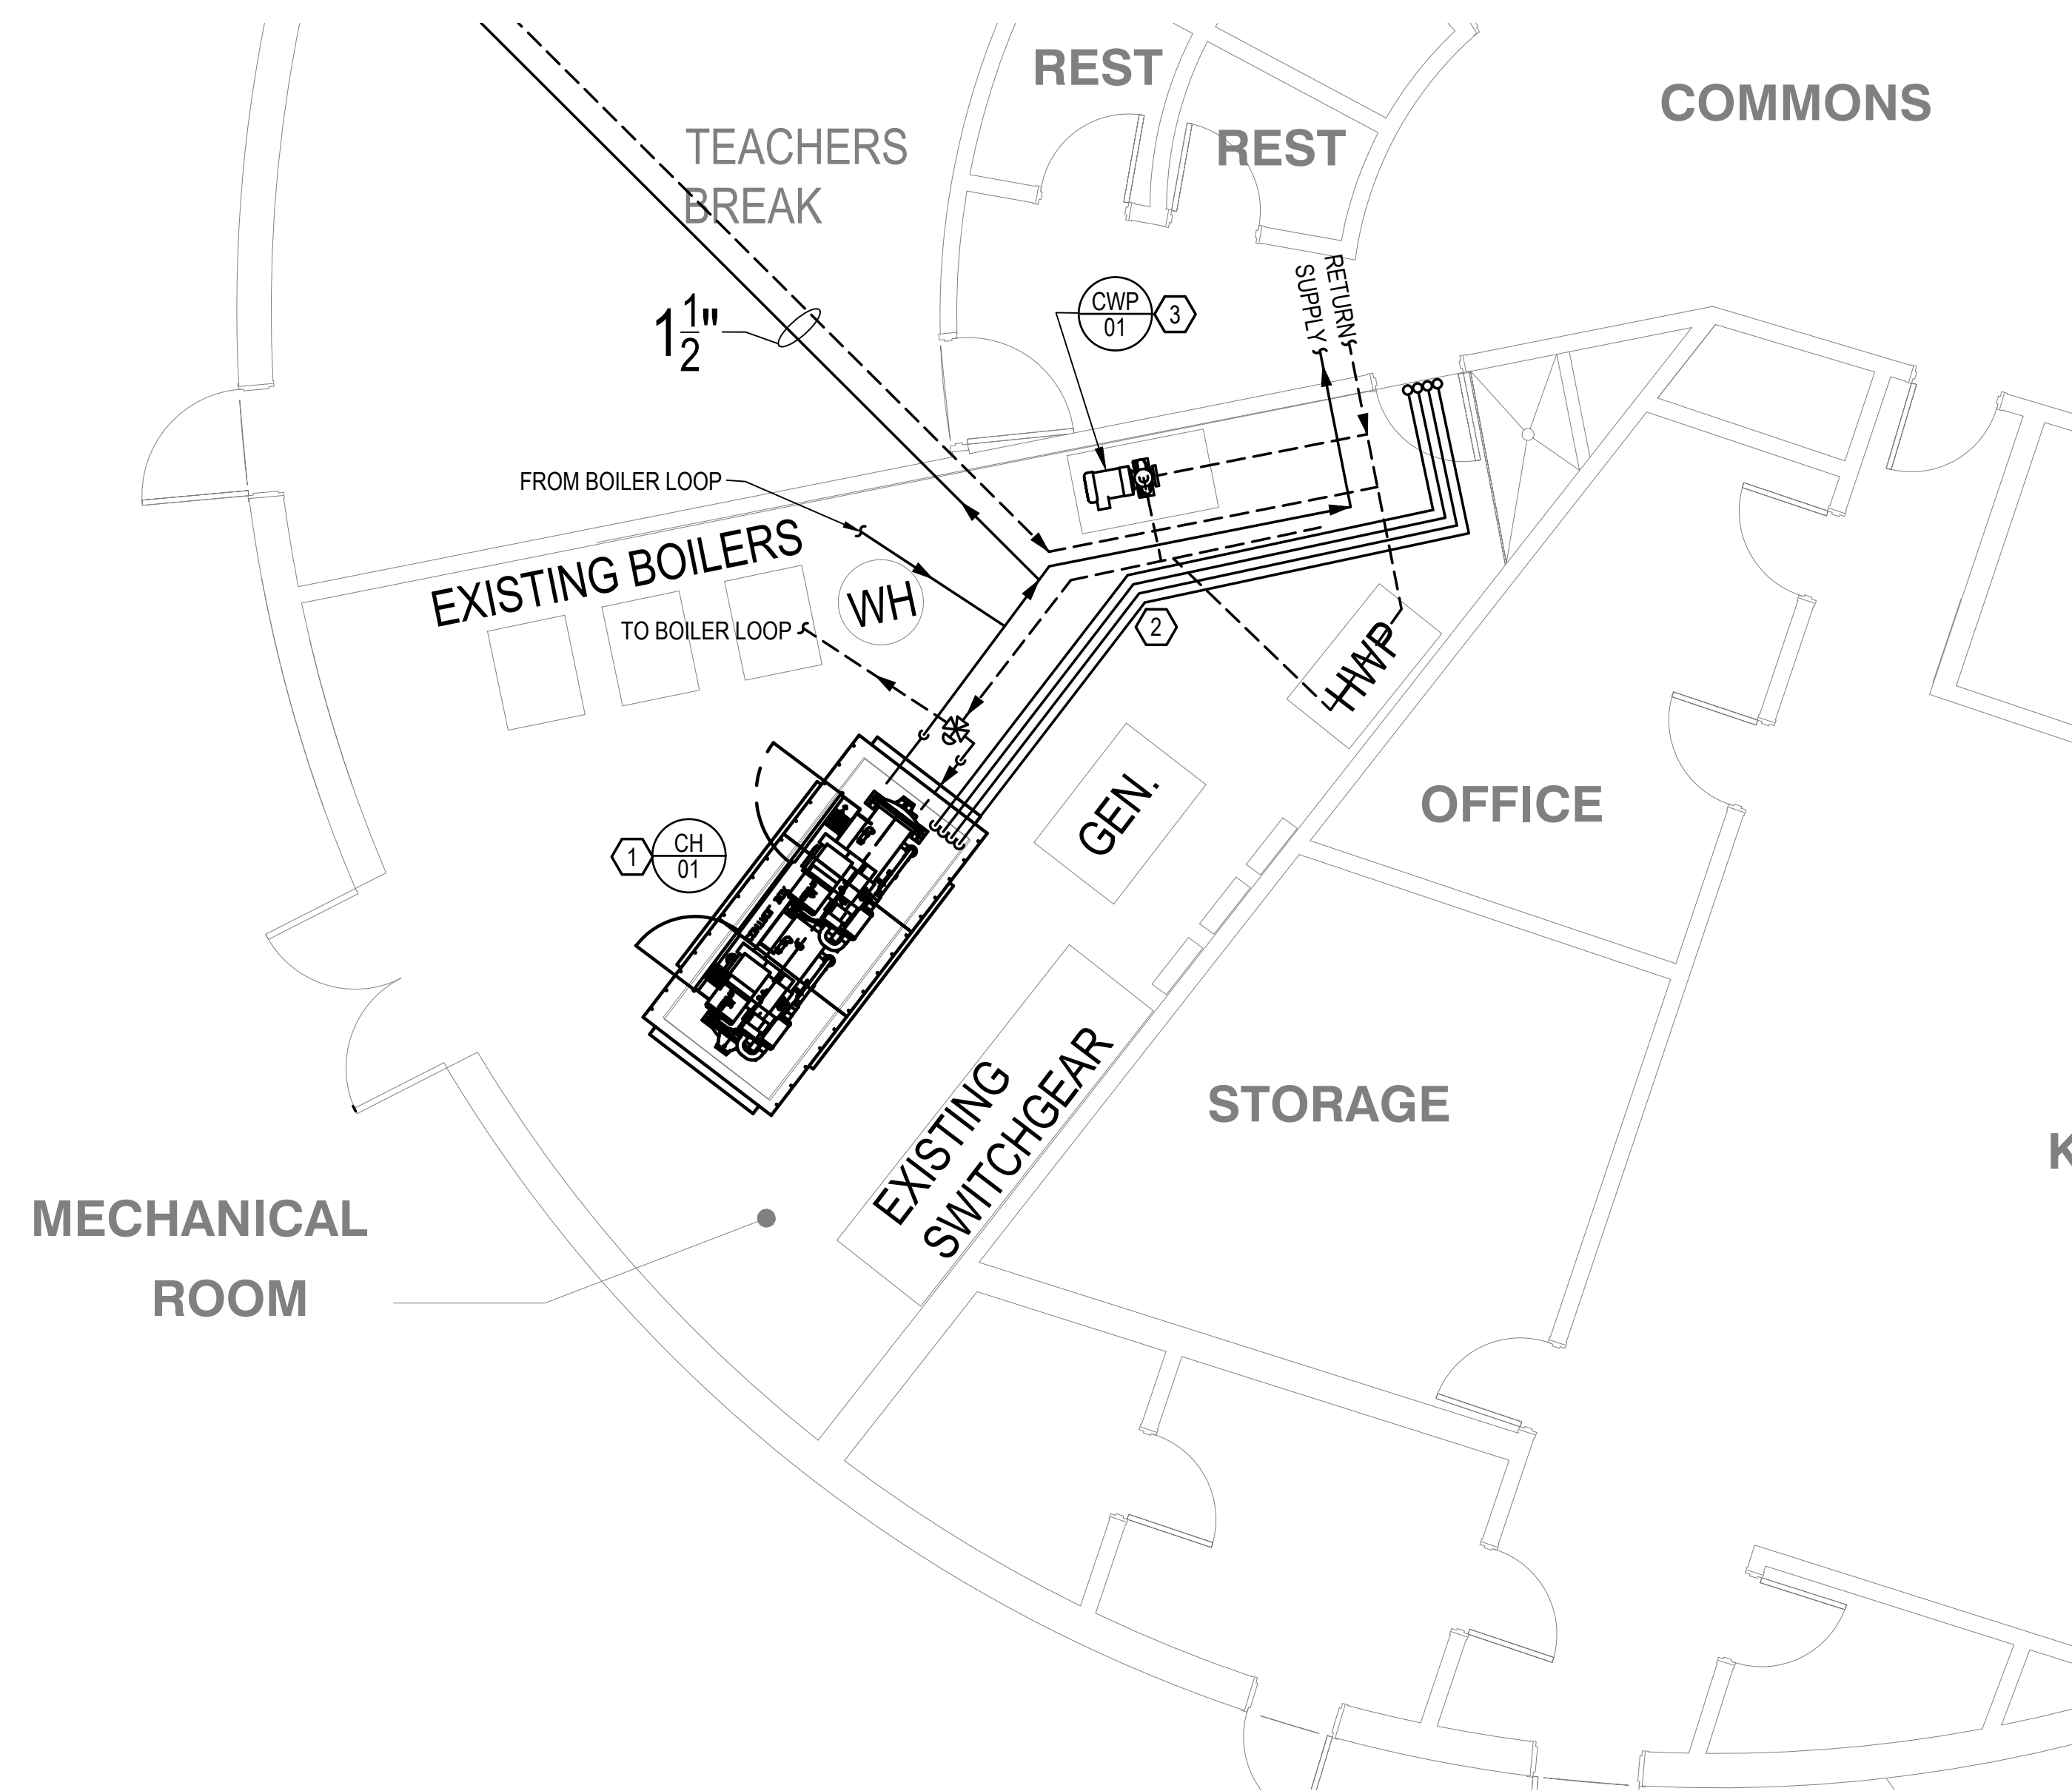 REST
COMMONS
TEACHERS
BREAK
REST
RETURN
SUPPLY
1 1/2"
CWP
01
3
FROM BOILER LOOP
EXISTING BOILERS
WH
TO BOILER LOOP
2
HWP
OFFICE
GEN.
1
CH
01
EXISTING
SWITCHGEAR
STORAGE
K
MECHANICAL
ROOM